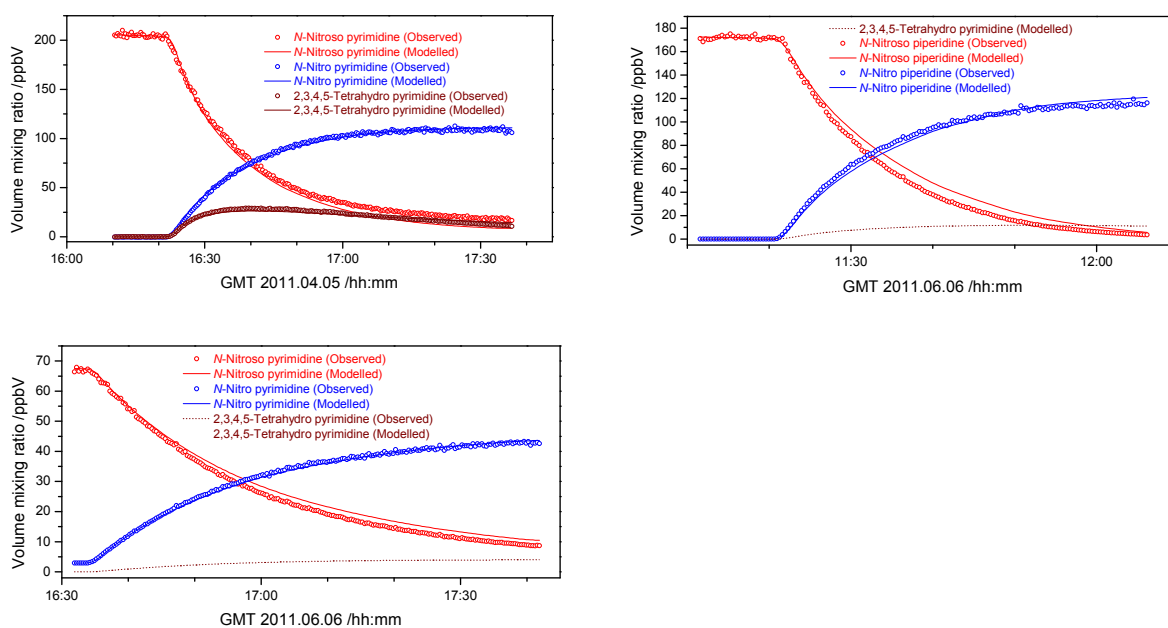 N-Nitroso pyrimidine (Observed)
N-Nitroso pyrimidine (Modelled)
N-Nitro pyrimidine (Observed)
N-Nitro pyrimidine (Modelled)
2,3,4,5-Tetrahydro pyrimidine (Observed)
2,3,4,5-Tetrahydro pyrimidine (Modelled)
Volume mixing ratio /ppbV
200
150
100
50
0
16:00 16:30 17:00 17:30
GMT 2011.04.05 /hh:mm
2,3,4,5-Tetrahydro pyrimidine (Modelled)
N-Nitroso piperidine (Observed)
N-Nitroso piperidine (Modelled)
N-Nitro piperidine (Observed)
N-Nitro piperidine (Modelled)
Volume mixing ratio /ppbV
180
160
140
120
100
80
60
40
20
0
11:30 12:00
GMT 2011.06.06 /hh:mm
N-Nitroso pyrimidine (Observed)
N-Nitroso pyrimidine (Modelled)
N-Nitro pyrimidine (Observed)
N-Nitro pyrimidine (Modelled)
2,3,4,5-Tetrahydro pyrimidine (Observed)
2,3,4,5-Tetrahydro pyrimidine (Modelled)
Volume mixing ratio /ppbV
70
60
50
40
30
20
10
0
16:30 17:00 17:30
GMT 2011.06.06 /hh:mm